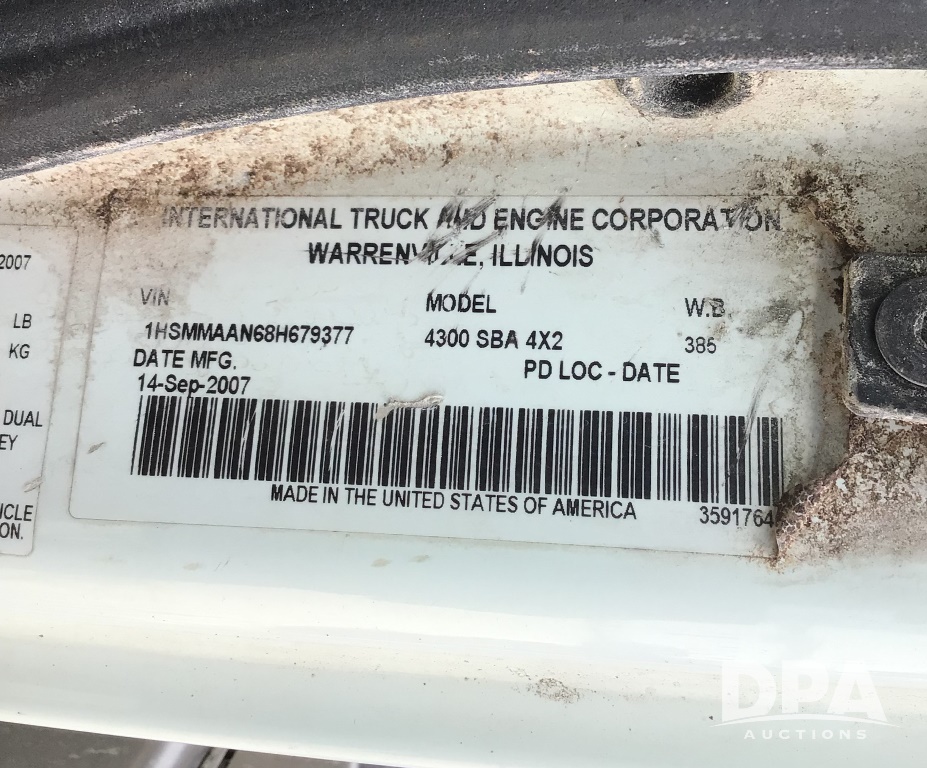 2007
LB
KG
DUAL
EY
ICLE
ON.
INTERNATIONAL TRUCK AND ENGINE CORPORATION
WARRENVILLE, ILLINOIS
VIN MODEL W.B.
1HSMMAAN68H679377 4300 SBA 4X2 385
DATE MFG. PD LOC - DATE
14-Sep-2007
MADE IN THE UNITED STATES OF AMERICA 3591764
DPA
AUCTIONS